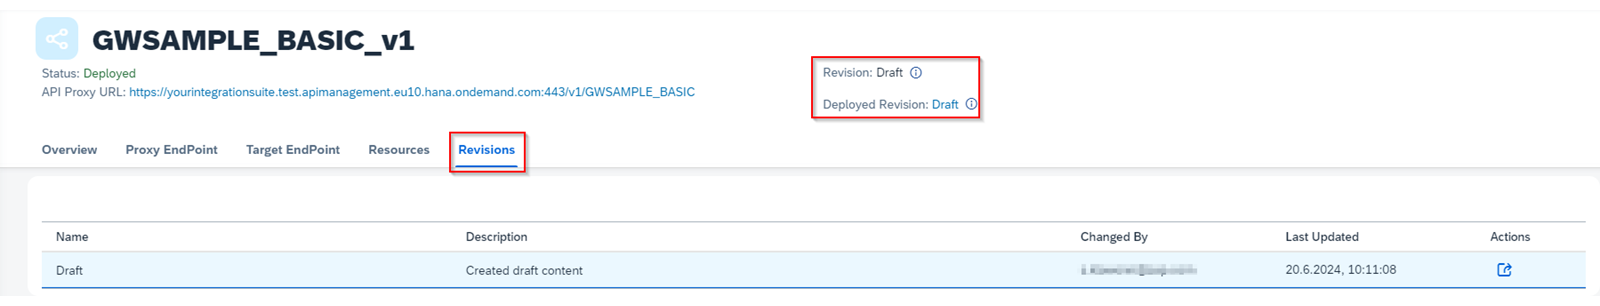 GWSAMPLE_BASIC_v1
Status: Deployed
Revision: Draft
API Proxy URL: https://yourintegrationsuite.test.apimanagement.eu10.hana.ondemand.com:443/v1/GWSAMPLE_BASIC
Deployed Revision: Draft
Overview Proxy EndPoint Target EndPoint Resources Revisions
Name Description Changed By Last Updated Actions
Draft Created draft content 20.6.2024, 10:11:08